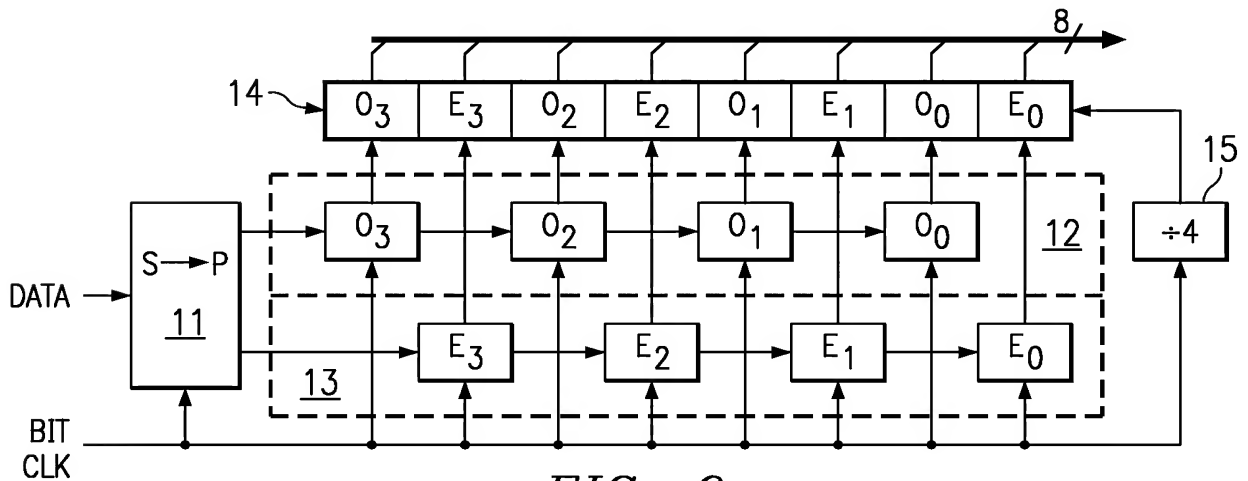 8
14
O3 E3 O2 E2 O1 E1 O0 E0
15
O3 O2 O1 O0
12
÷4
S P
DATA
11
E3 E2 E1 E0
13
BIT
CLK